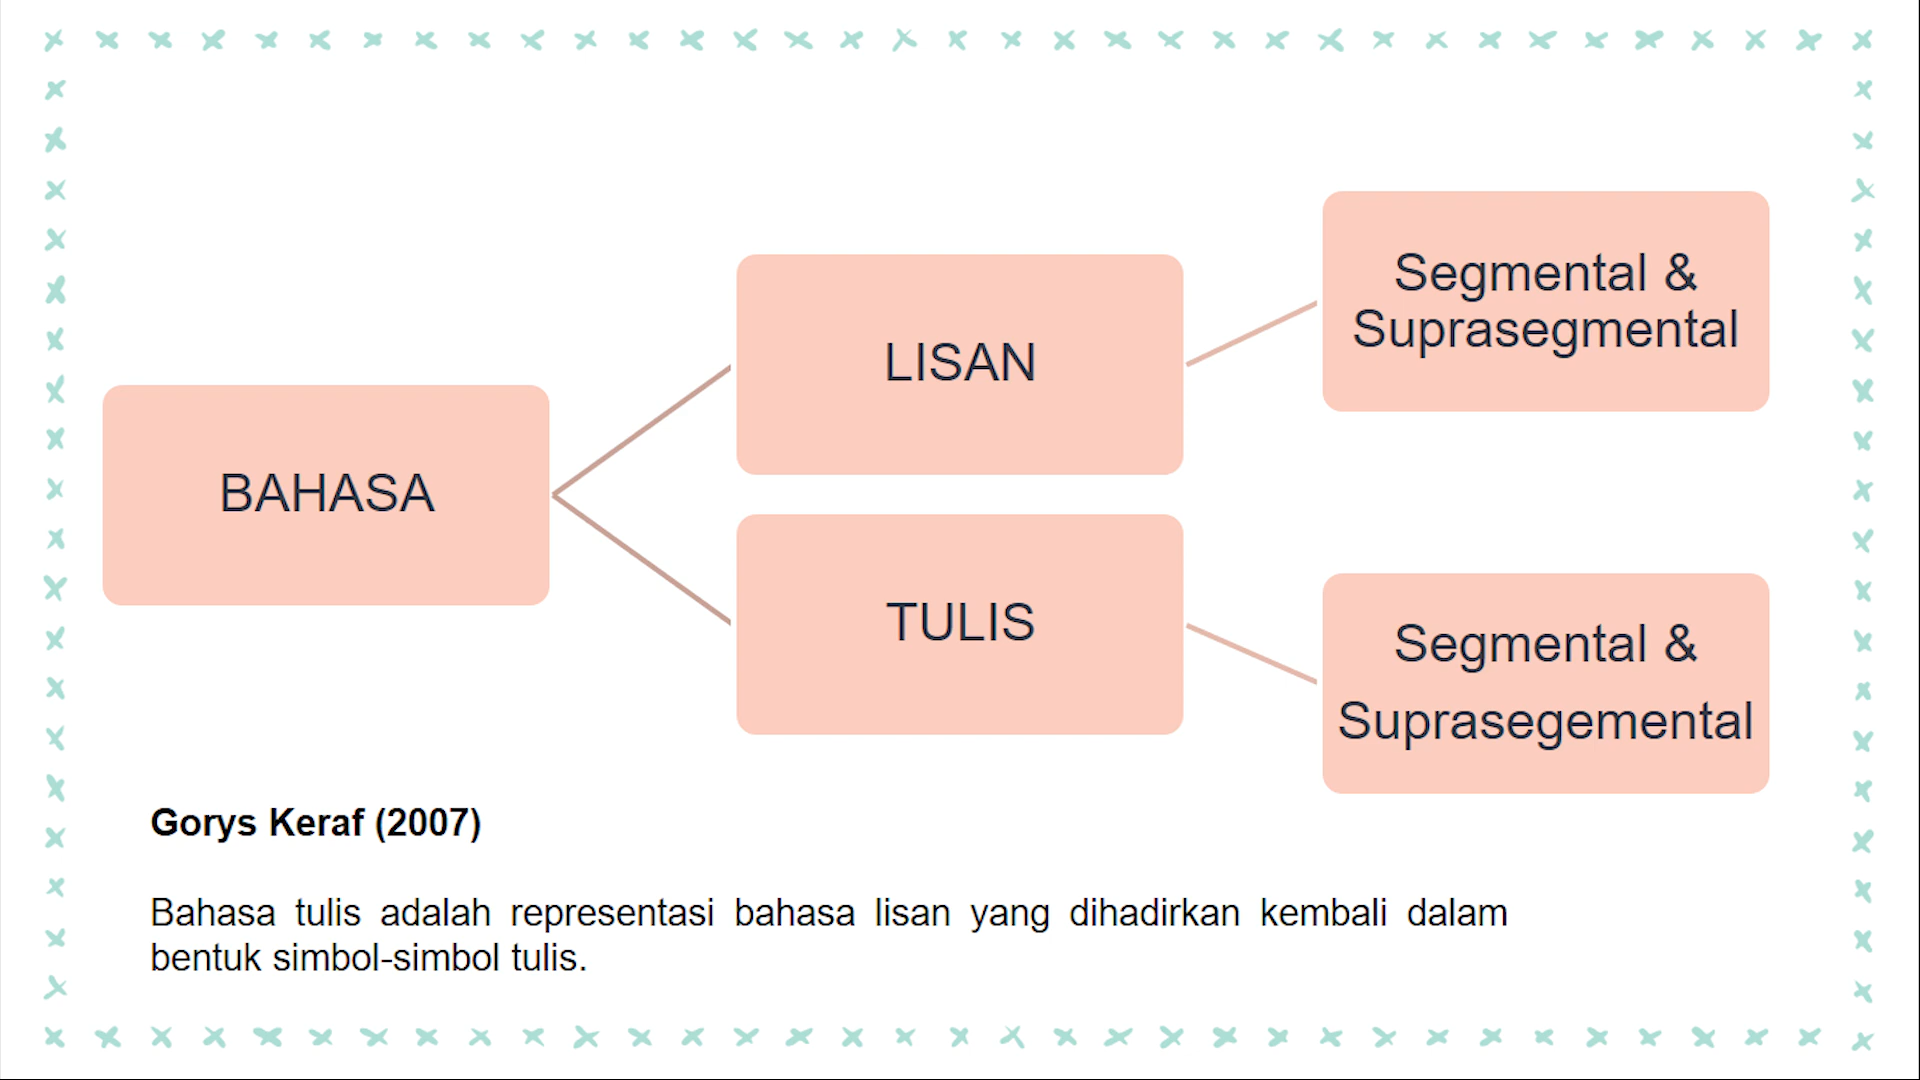 BAHASA
LISAN
TULIS
Segmental &
Suprasegmental
Segmental &
Suprasegemental
Gorys Keraf (2007)
Bahasa tulis adalah representasi bahasa lisan yang dihadirkan kembali dalam
bentuk simbol-simbol tulis.